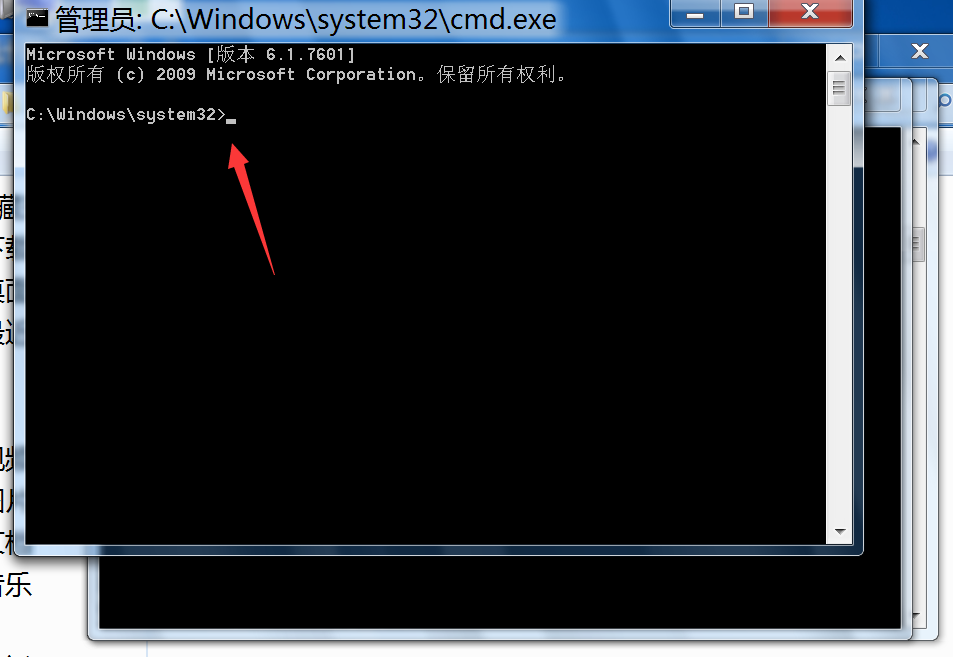 管理员: C:\Windows\system32\cmd.exe
Microsoft Windows [版本 6.1.7601]
版权所有 (c) 2009 Microsoft Corporation。保留所有权利。
C:\Windows\system32>_
音乐